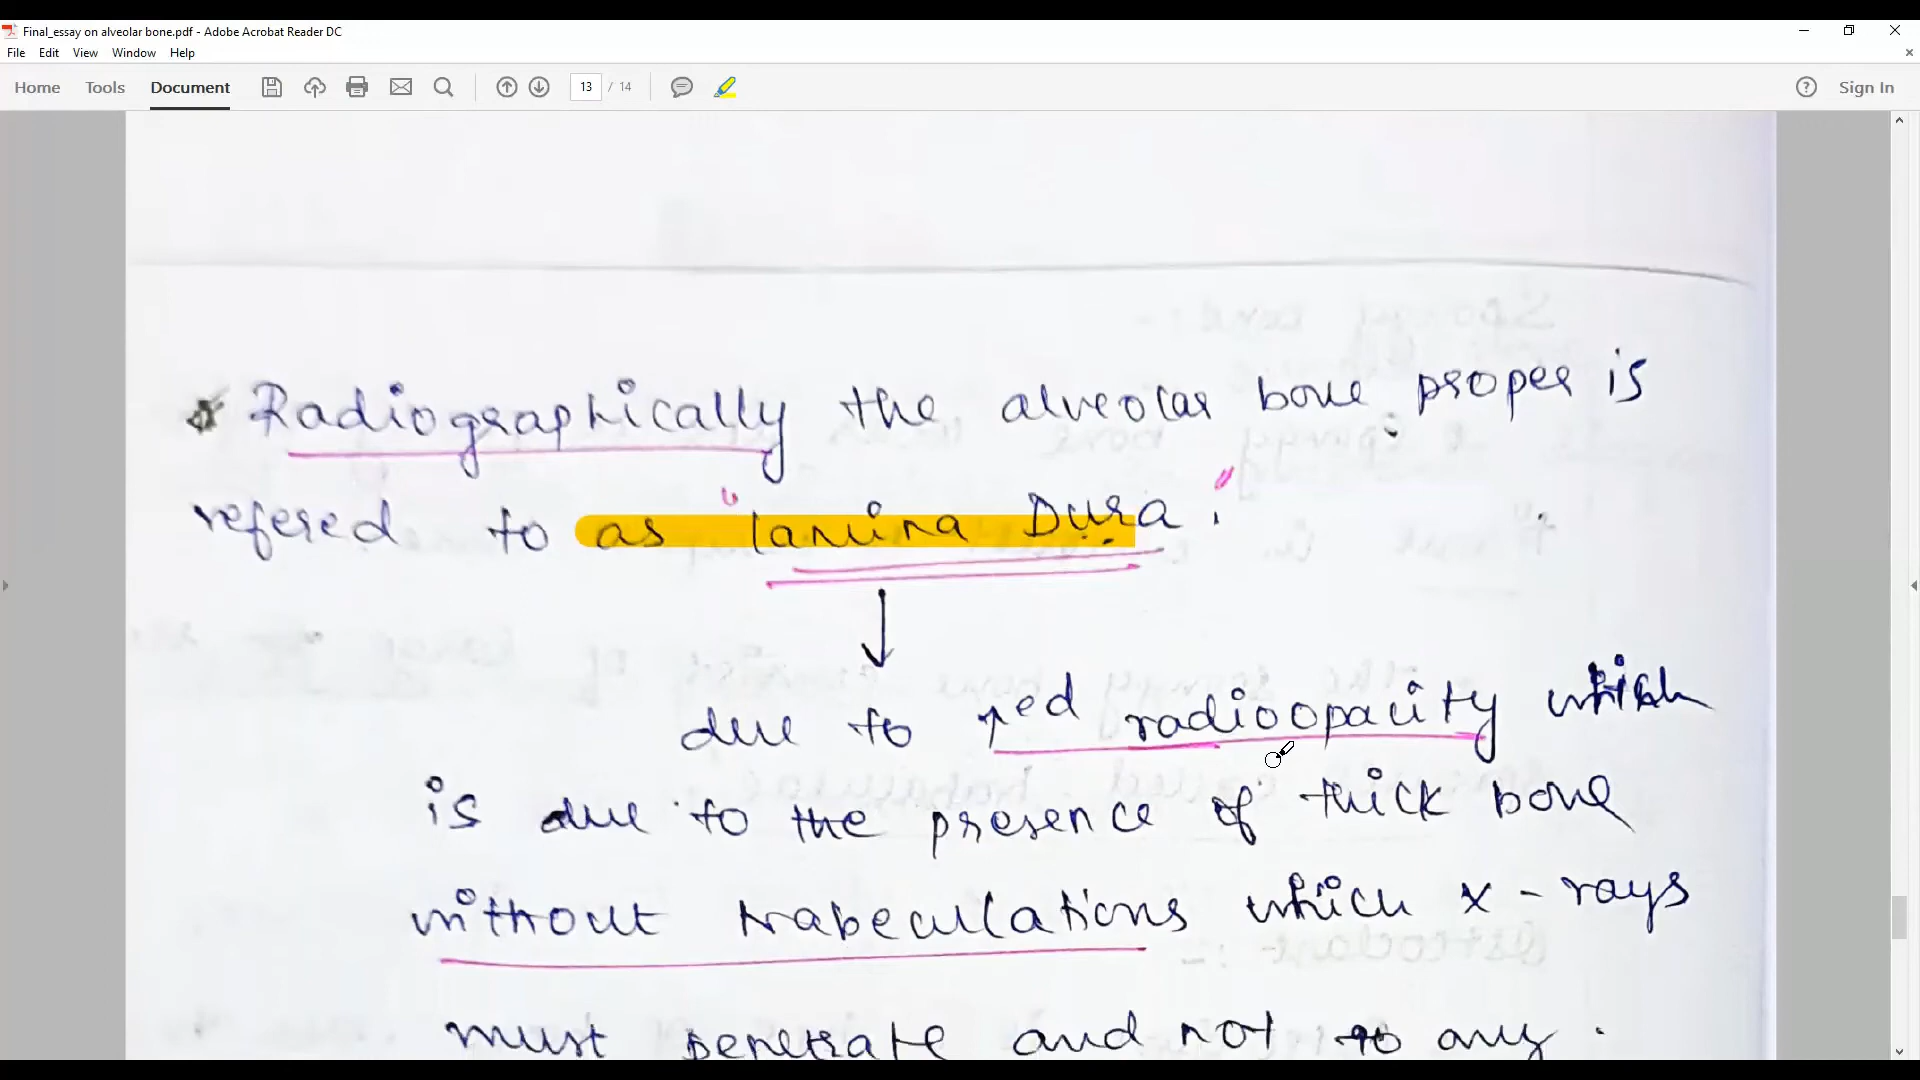 Final_essay on alveolar bone.pdf - Adobe Acrobat Reader DC
File Edit View Window Help
Home Tools Document 13 / 14 Sign In
Radiographically the alveolar bone proper is
refered to as "lamina Dura."
due to ↑ed radioopacity which
is due to the presence of thick bone
without trabeculations which x-rays
must penetrate and not to any